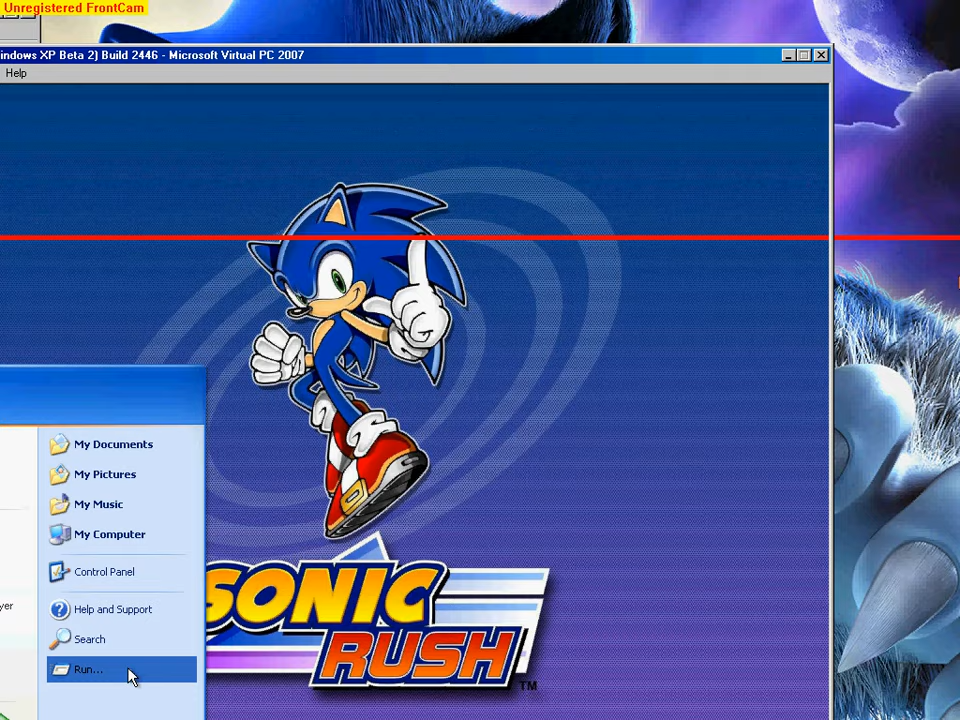 Unregistered FrontCam
indows XP Beta 2) Build 2446 - Microsoft Virtual PC 2007
Help
My Documents
My Pictures
My Music
My Computer
Control Panel
Help and Support
yer
Search
Run...
SONIC
RUSH
TM